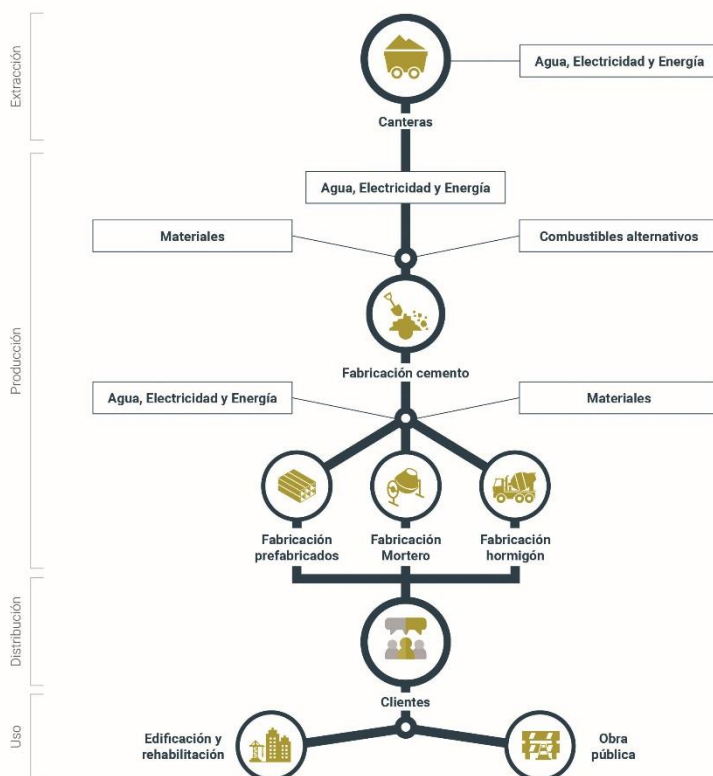 Extracción
Agua, Electricidad y Energía
Canteras
Producción
Agua, Electricidad y Energía
Materiales
Combustibles alternativos
Fabricación cemento
Agua, Electricidad y Energía
Materiales
Fabricación
prefabricados
Fabricación
Mortero
Fabricación
hormigón
Distribución
Clientes
Uso
Edificación y
rehabilitación
Obra
pública